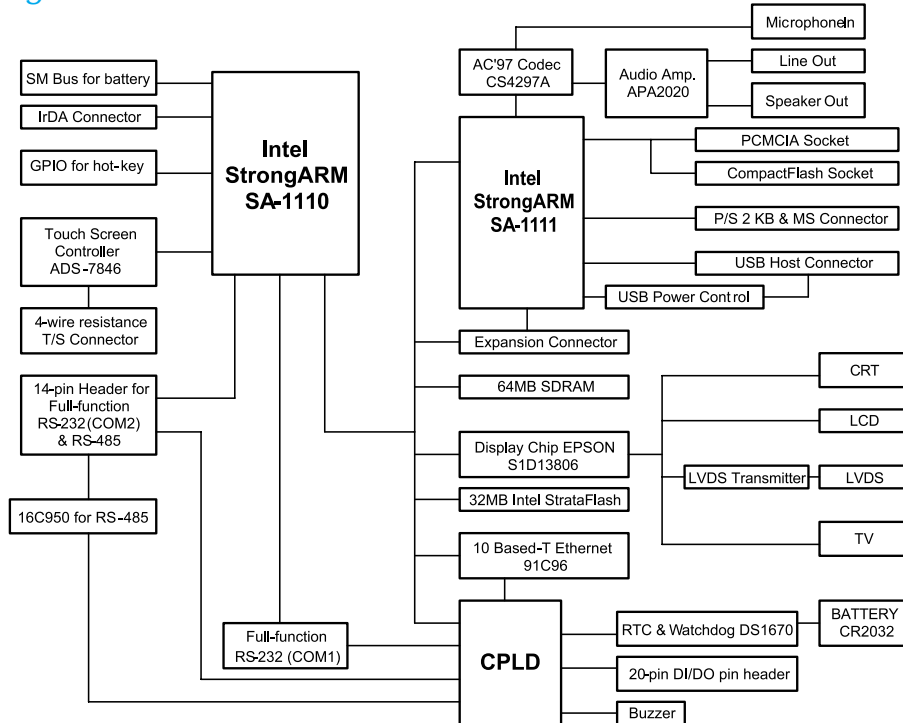 SM Bus for battery
IrDA Connector
GPIO for hot-key
Touch Screen
Controller
ADS-7846
4-wire resistance
T/S Connector
14-pin Header for
Full-function
RS-232(COM2)
& RS-485
16C950 for RS-485
Intel
StrongARM
SA-1110
Full-function
RS-232 (COM1)
AC'97 Codec
CS4297A
Audio Amp.
APA2020
MicrophoneIn
Line Out
Speaker Out
Intel
StrongARM
SA-1111
PCMCIA Socket
CompactFlash Socket
P/S 2 KB & MS Connector
USB Host Connector
USB Power Control
Expansion Connector
64MB SDRAM
Display Chip EPSON
S1D13806
32MB Intel StrataFlash
10 Based-T Ethernet
91C96
CRT
LCD
LVDS Transmitter
LVDS
TV
CPLD
RTC & Watchdog DS1670
BATTERY
CR2032
20-pin DI/DO pin header
Buzzer